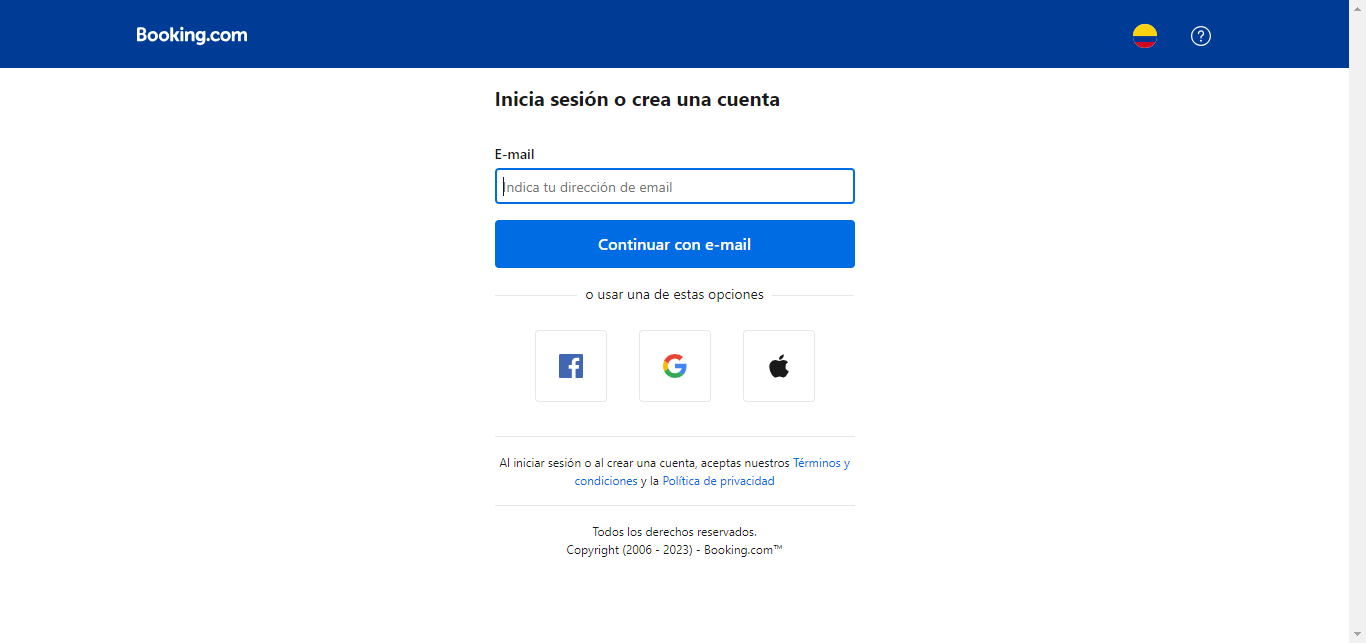 Booking.com
?
Inicia sesión o crea una cuenta
E-mail
Indica tu dirección de email
Continuar con e-mail
o usar una de estas opciones
Al iniciar sesión o al crear una cuenta, aceptas nuestros Términos y
condiciones y la Política de privacidad
Todos los derechos reservados.
Copyright (2006 - 2023) - Booking.com™